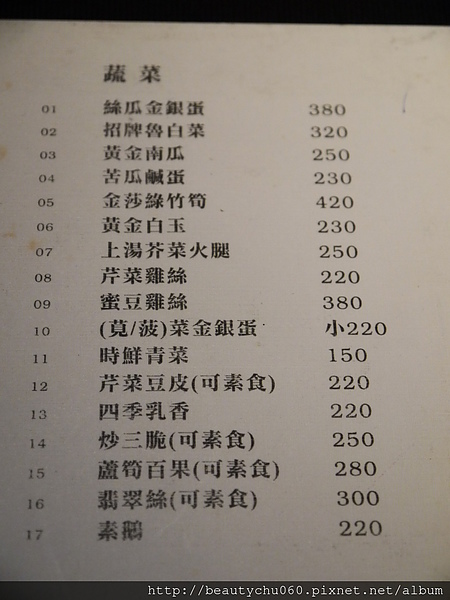 蔬菜
01 絲瓜金銀蛋 380
02 招牌魯白菜 320
03 黃金南瓜 250
04 苦瓜鹹蛋 230
05 金莎綠竹筍 420
06 黃金白玉 230
07 上湯芥菜火腿 250
08 芹菜雞絲 220
09 蜜豆雞絲 380
10 (莧/菠)菜金銀蛋 小220
11 時鮮青菜 150
12 芹菜豆皮(可素食) 220
13 四季乳香 220
14 炒三脆(可素食) 250
15 蘆筍百果(可素食) 280
16 翡翠絲(可素食) 300
17 素鵝 220
http://beautychu060.pixnet.net/album